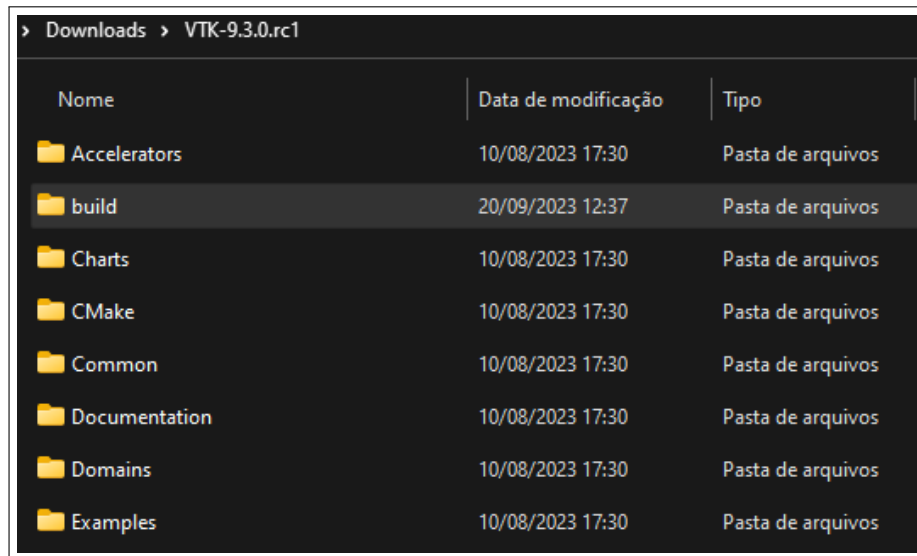 › Downloads › VTK-9.3.0.rc1
Nome Data de modificação Tipo
Accelerators 10/08/2023 17:30 Pasta de arquivos
build 20/09/2023 12:37 Pasta de arquivos
Charts 10/08/2023 17:30 Pasta de arquivos
CMake 10/08/2023 17:30 Pasta de arquivos
Common 10/08/2023 17:30 Pasta de arquivos
Documentation 10/08/2023 17:30 Pasta de arquivos
Domains 10/08/2023 17:30 Pasta de arquivos
Examples 10/08/2023 17:30 Pasta de arquivos